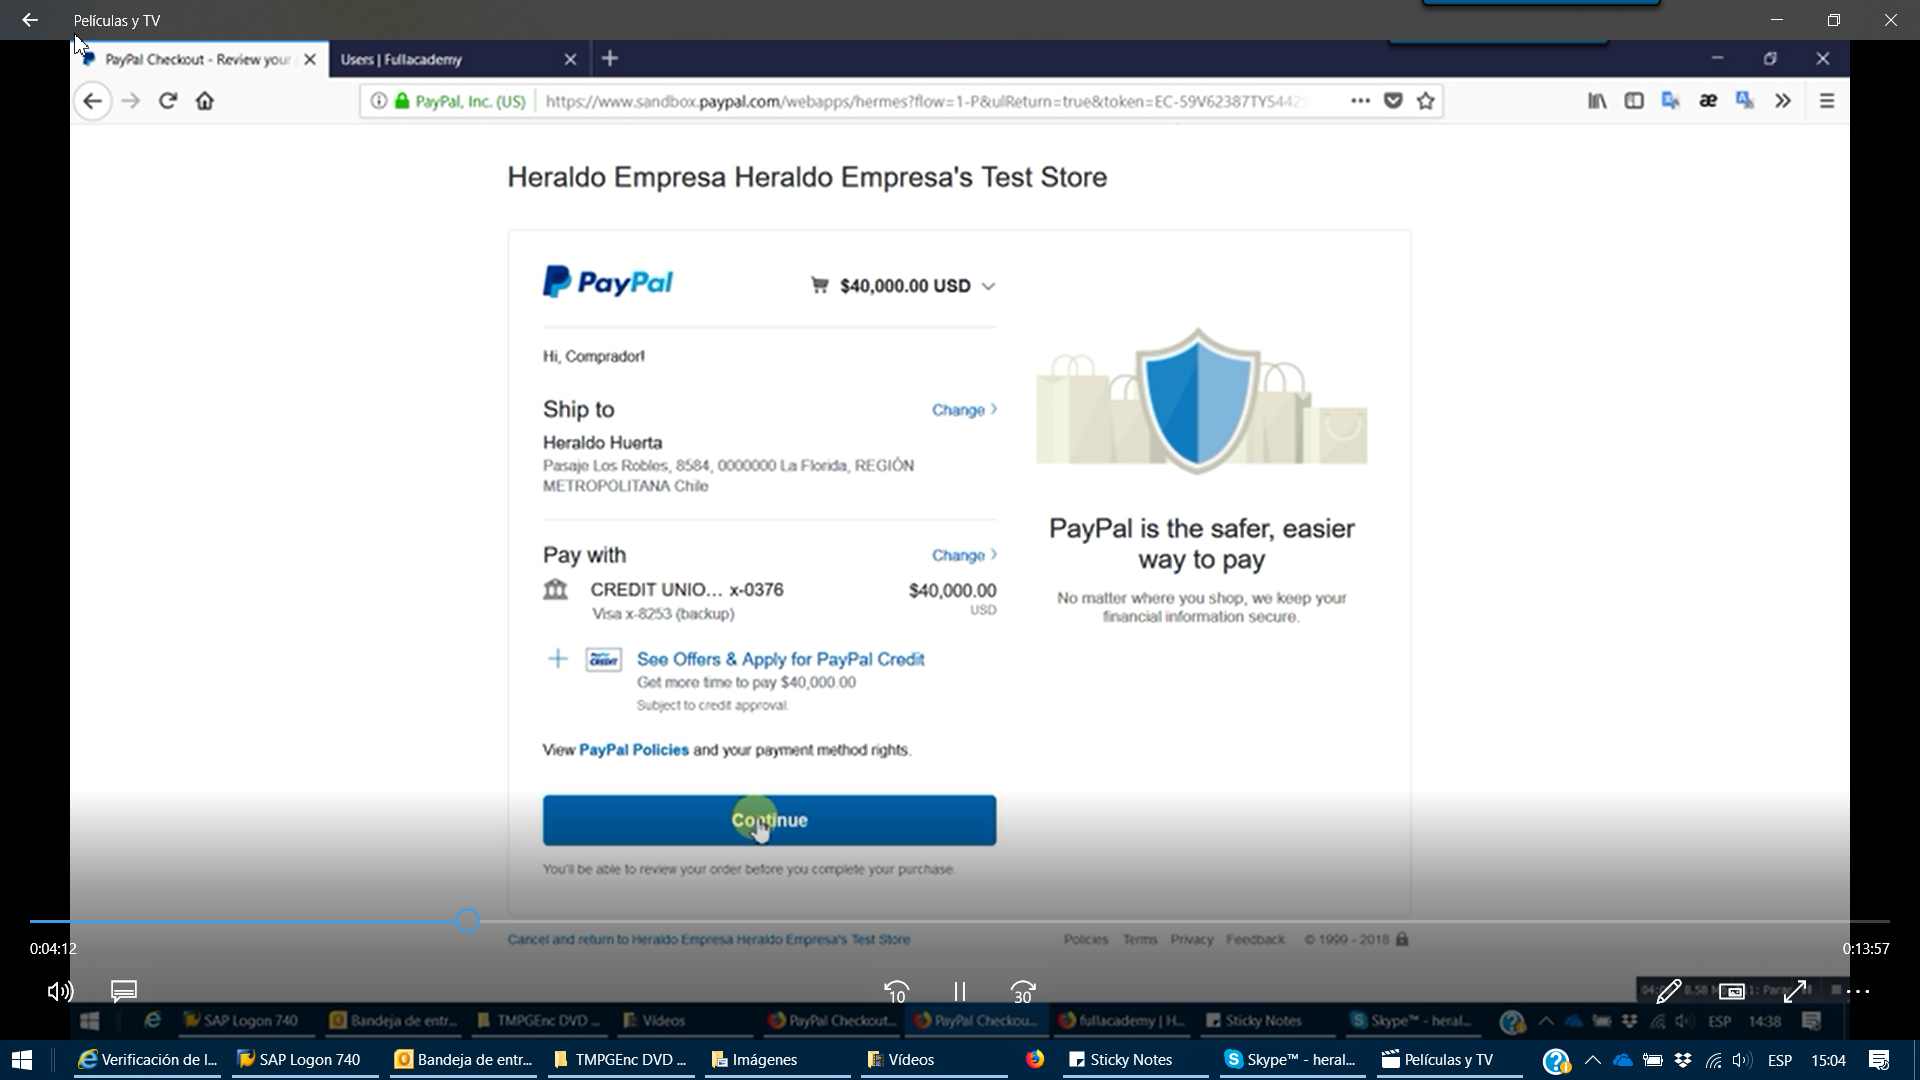 Películas y TV
PayPal Checkout - Review your
Users | Fullacademy
PayPal, Inc. (US)
https://www.sandbox.paypal.com/webapps/hermes?flow=1-P&ulReturn=true&token=EC-59V62387TY5442
æ
Heraldo Empresa Heraldo Empresa's Test Store
PayPal
$40,000.00 USD
Hi, Comprador!
Ship to
Change
Heraldo Huerta
Pasaje Los Robles, 8584, 0000000 La Florida, REGIÓN
METROPOLITANA Chile
Pay with
Change
CREDIT UNIO... x-0376
$40,000.00
Visa x-8253 (backup)
USD
CREDIT
See Offers & Apply for PayPal Credit
Get more time to pay $40,000.00
Subject to credit approval.
View PayPal Policies and your payment method rights.
Continue
You'll be able to review your order before you complete your purchase.
PayPal is the safer, easier
way to pay
No matter where you shop, we keep your
financial information secure.
Cancel and return to Heraldo Empresa Heraldo Empresa's Test Store
Policies Terms Privacy Feedback © 1999 - 2018
0:04:12
0:13:57
10
30
SAP Logon 740
Bandeja de entr...
TMPGEnc DVD ...
Vídeos
PayPal Checkout...
PayPal Checkou...
fullacademy | H...
Sticky Notes
Skype™ - heral...
ESP
14:38
Verificación de l...
SAP Logon 740
Bandeja de entr...
TMPGEnc DVD ...
Imágenes
Vídeos
Sticky Notes
Skype™ - heral...
Películas y TV
ESP
15:04